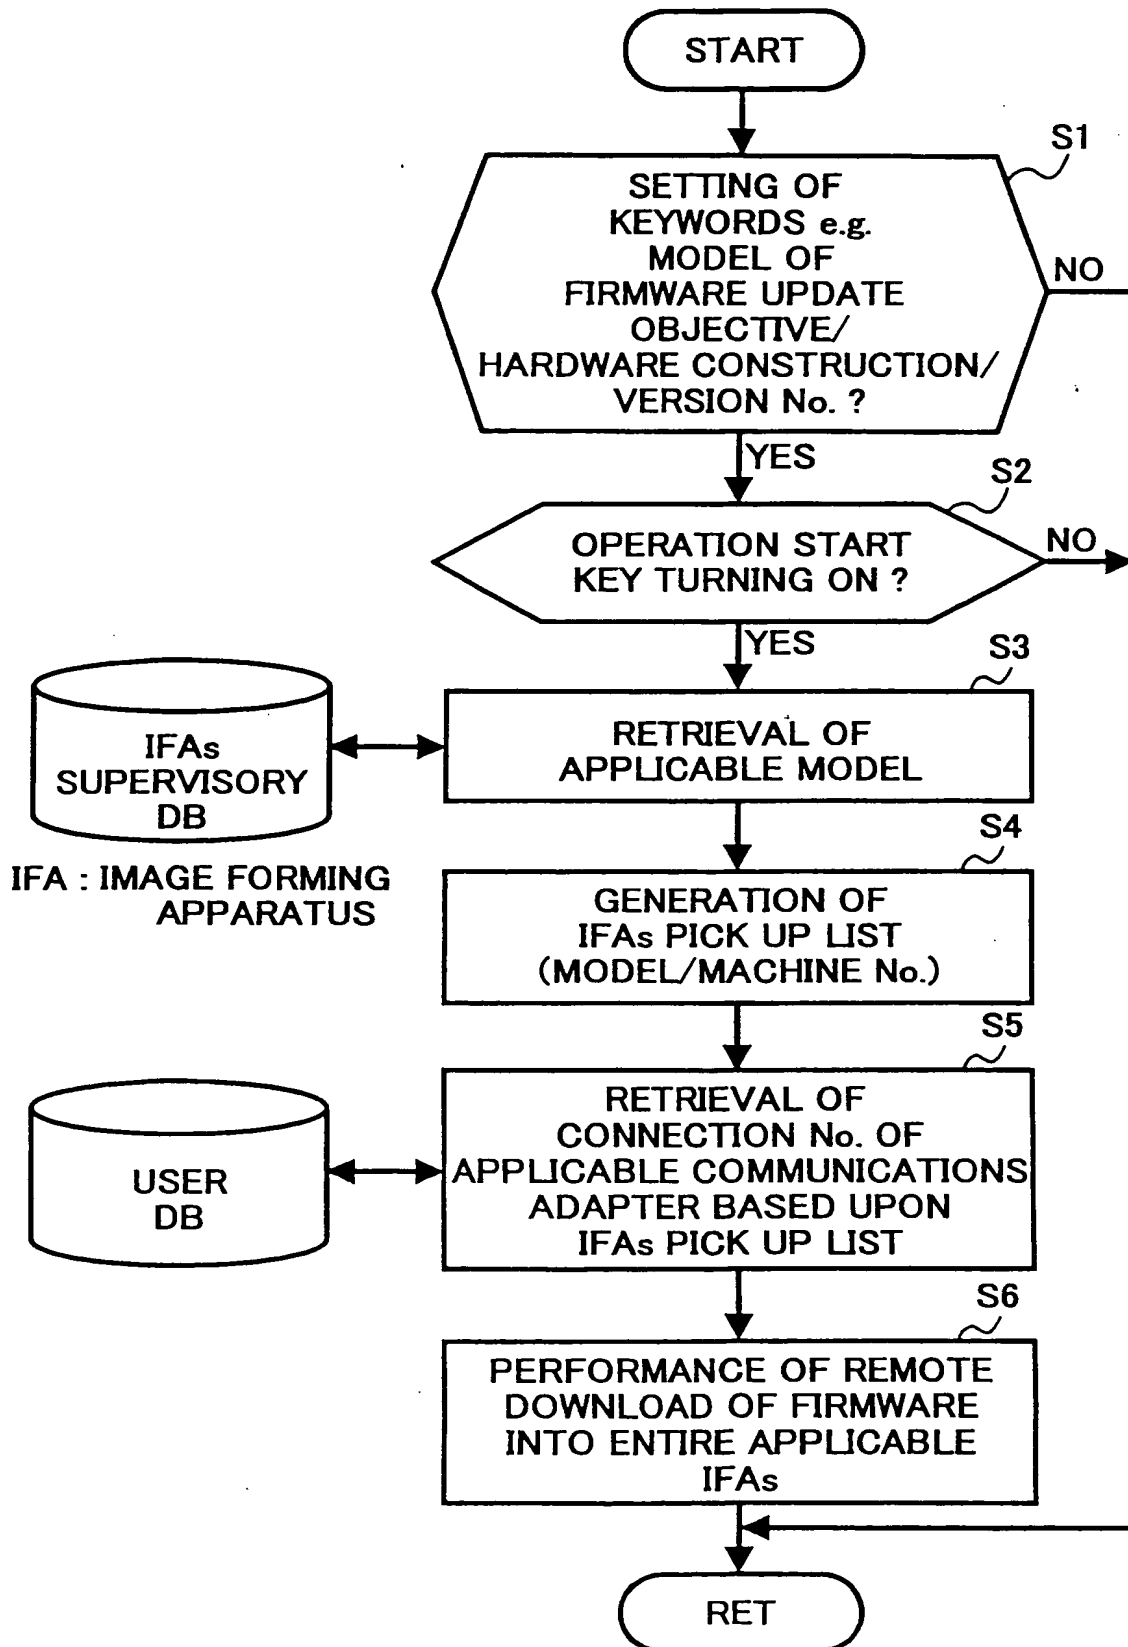 START
S1
SETTING OF
KEYWORDS e.g.
MODEL OF
FIRMWARE UPDATE
OBJECTIVE/
HARDWARE CONSTRUCTION/
VERSION No. ?
NO
YES
S2
OPERATION START
KEY TURNING ON ?
NO
YES
S3
RETRIEVAL OF
APPLICABLE MODEL
IFAs
SUPERVISORY
DB
IFA : IMAGE FORMING
APPARATUS
S4
GENERATION OF
IFAs PICK UP LIST
(MODEL/MACHINE No.)
S5
RETRIEVAL OF
CONNECTION No. OF
APPLICABLE COMMUNICATIONS
ADAPTER BASED UPON
IFAs PICK UP LIST
USER
DB
S6
PERFORMANCE OF REMOTE
DOWNLOAD OF FIRMWARE
INTO ENTIRE APPLICABLE
IFAs
RET